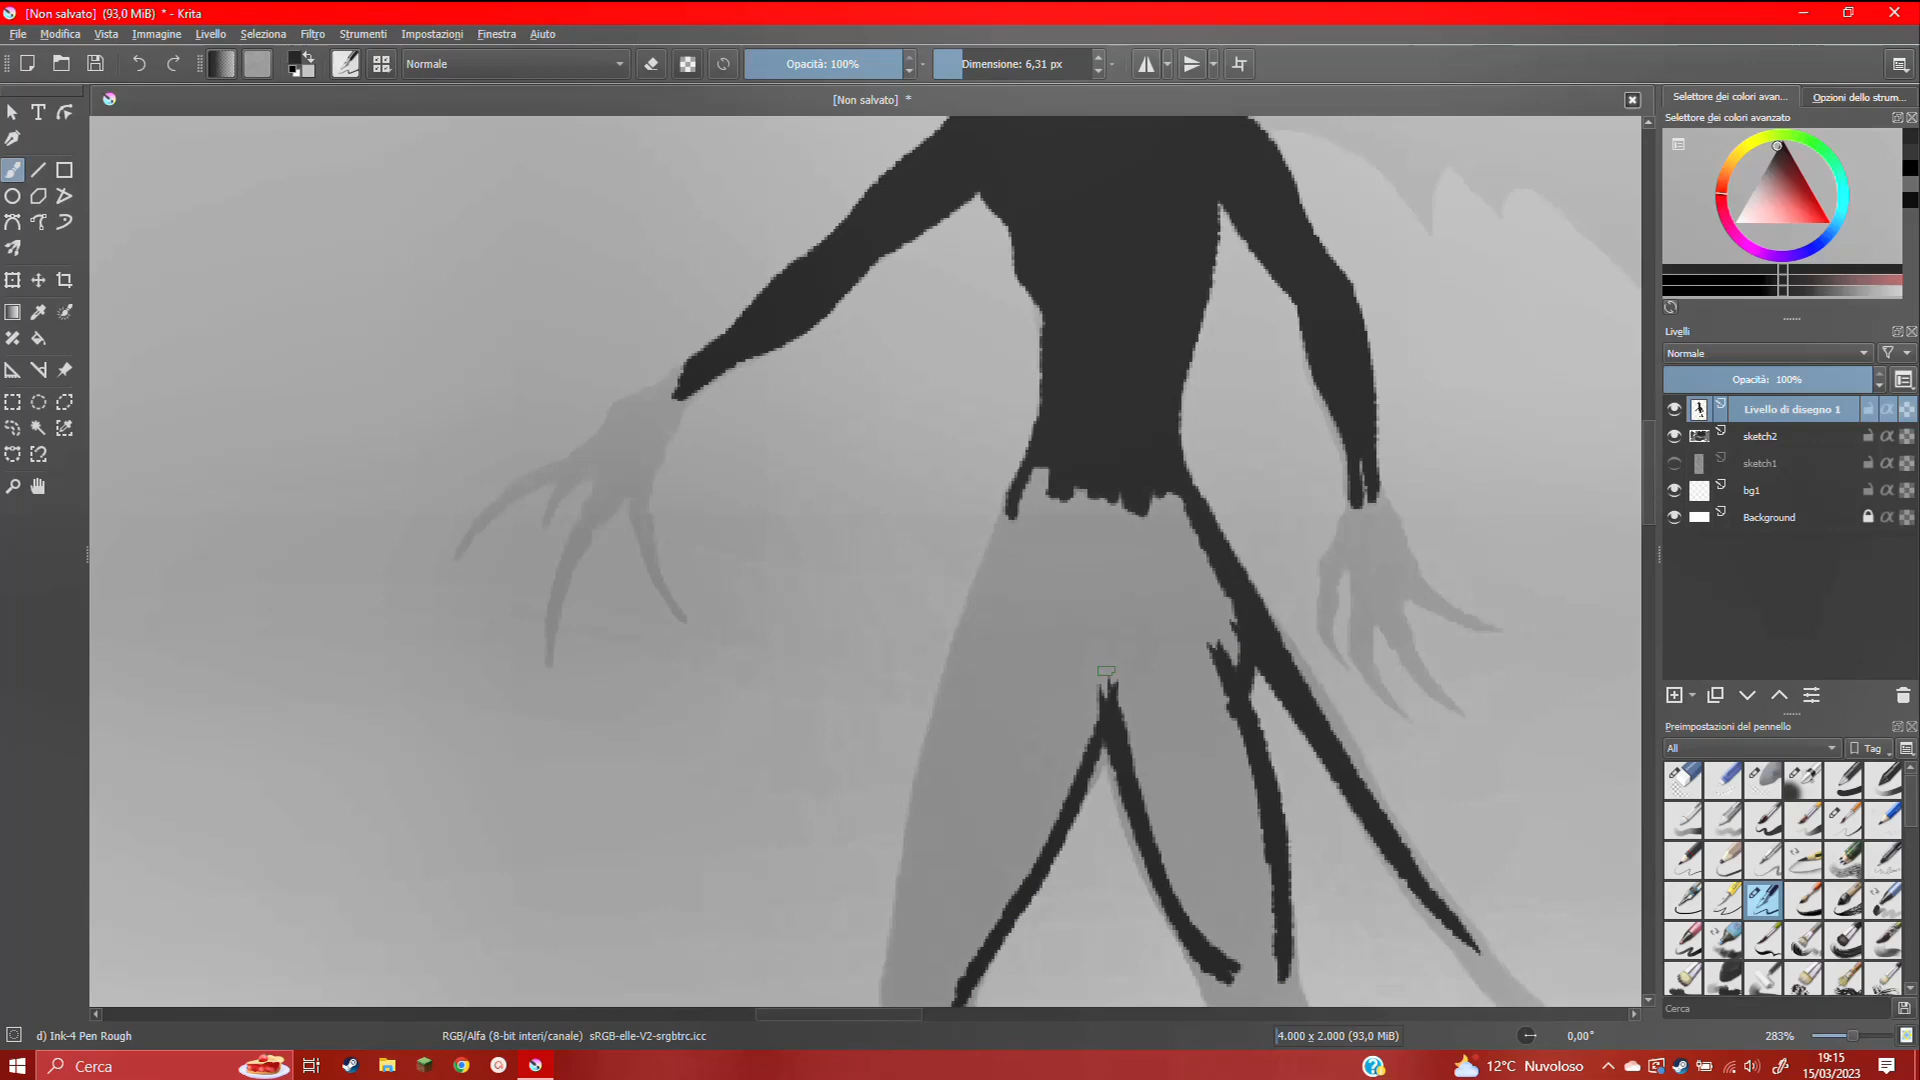 [Non salvato] (93,0 MiB) * - Krita
File Modifica Vista Immagine Livello Seleziona Filtro Strumenti Impostazioni Finestra Aiuto
Normale Opacità: 100% Dimensione: 6,31 px
[Non salvato] *
Selettore dei colori avan... Opzioni dello strum...
Selettore dei colori avanzato
Livelli
Normale
Opacità: 100%
Livello di disegno 1
sketch2
sketch1
bg1
Background
Preimpostazioni del pennello
All Tag
Cerca
d) Ink-4 Pen Rough RGB/Alfa (8-bit interi/canale) sRGB-elle-V2-srgbtrc.icc 4.000 x 2.000 (93,0 MiB) 0,00° 283%
Cerca 12°C Nuvoloso 19:15
15/03/2023